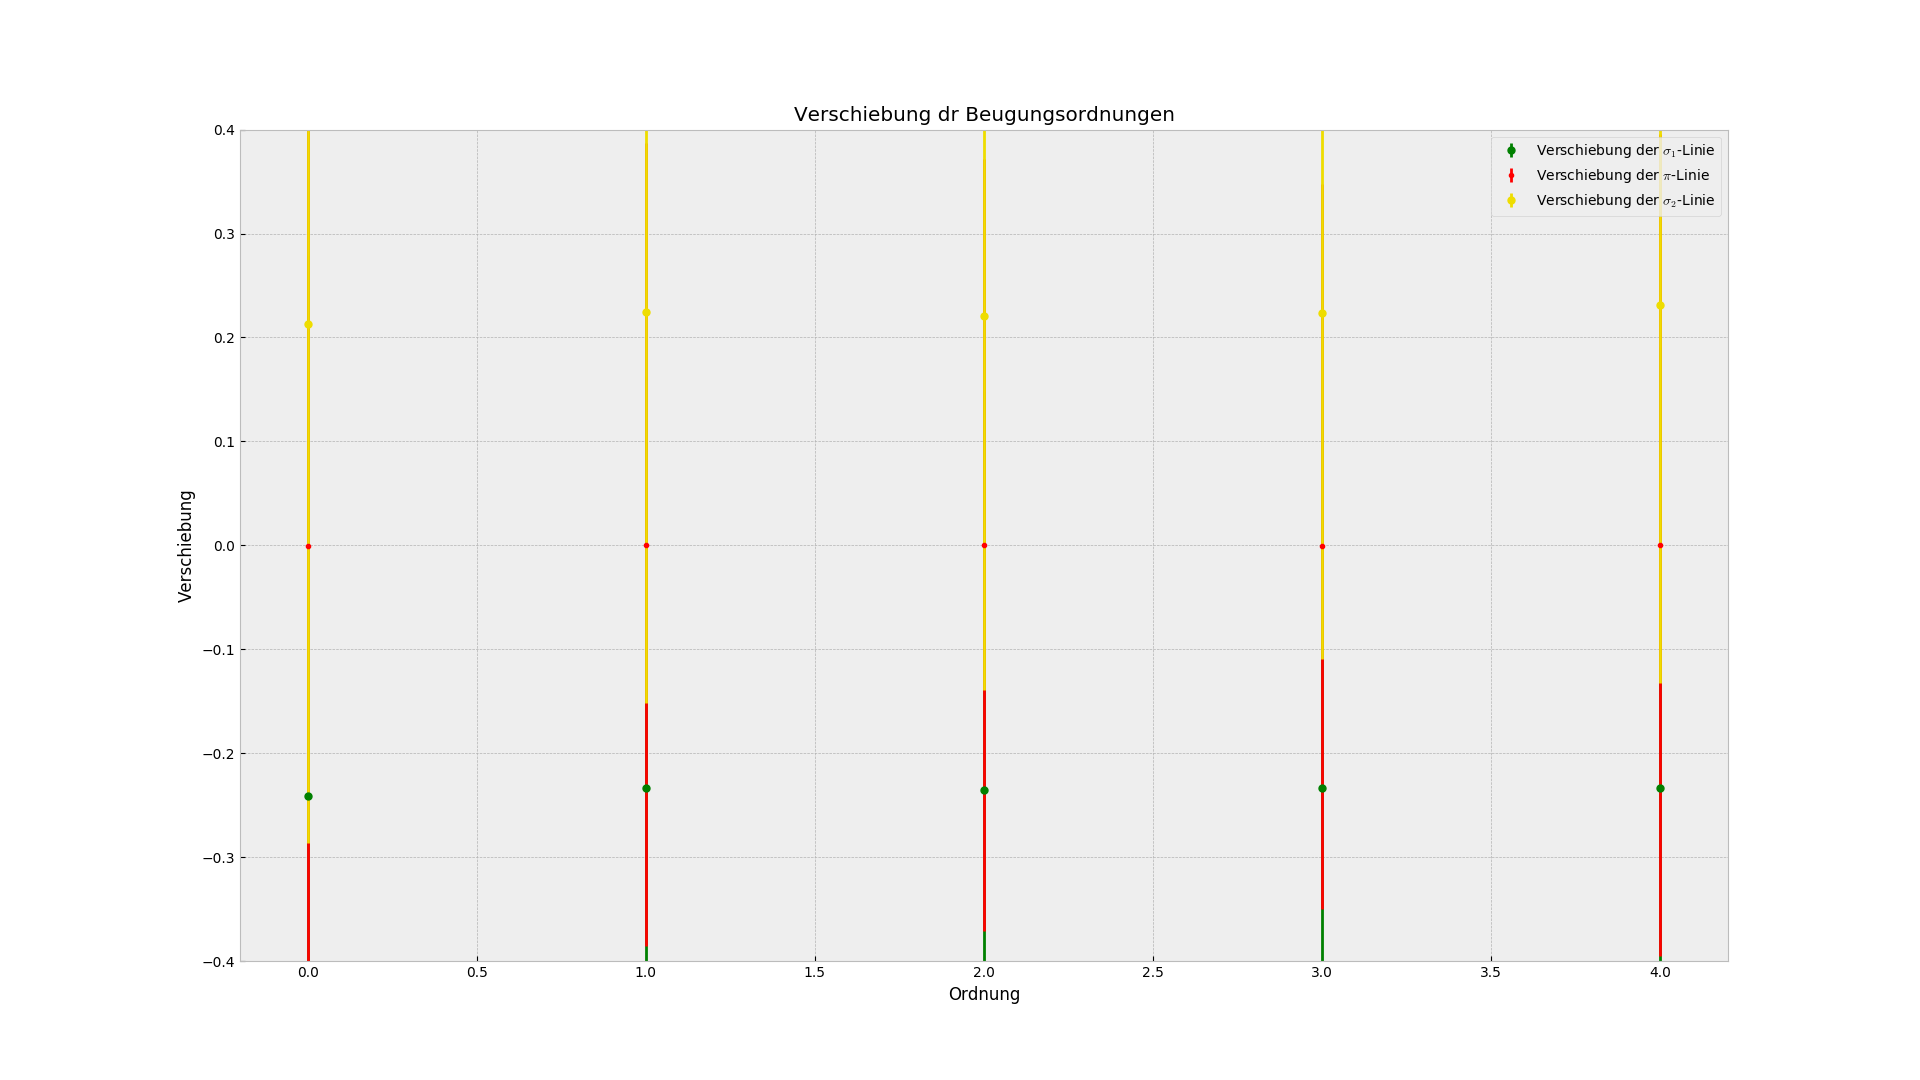 Verschiebung dr Beugungsordnungen
0.4
0.3
0.2
0.1
0.0
−0.1
−0.2
−0.3
−0.4
Verschiebung
Verschiebung der σ₁-Linie
Verschiebung der π-Linie
Verschiebung der σ₂-Linie
0.0 0.5 1.0 1.5 2.0 2.5 3.0 3.5 4.0
Ordnung